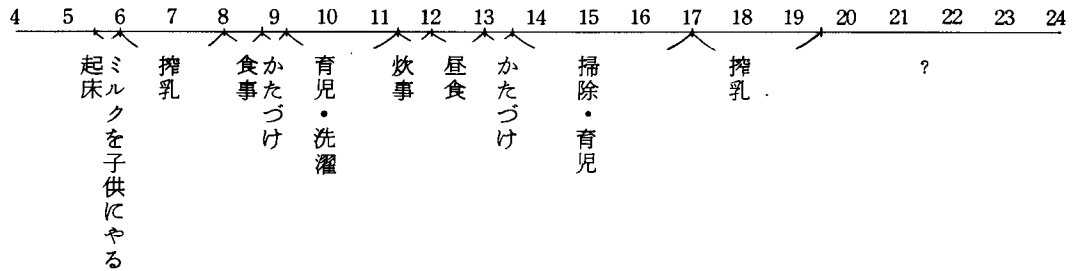 4 5 6 7 8 9 10 11 12 13 14 15 16 17 18 19 20 21 22 23 24
起床
ミルクを子供にやる
搾乳
食事
かたづけ
育児・洗濯
炊事
昼食
かたづけ
掃除・育児
搾乳
?